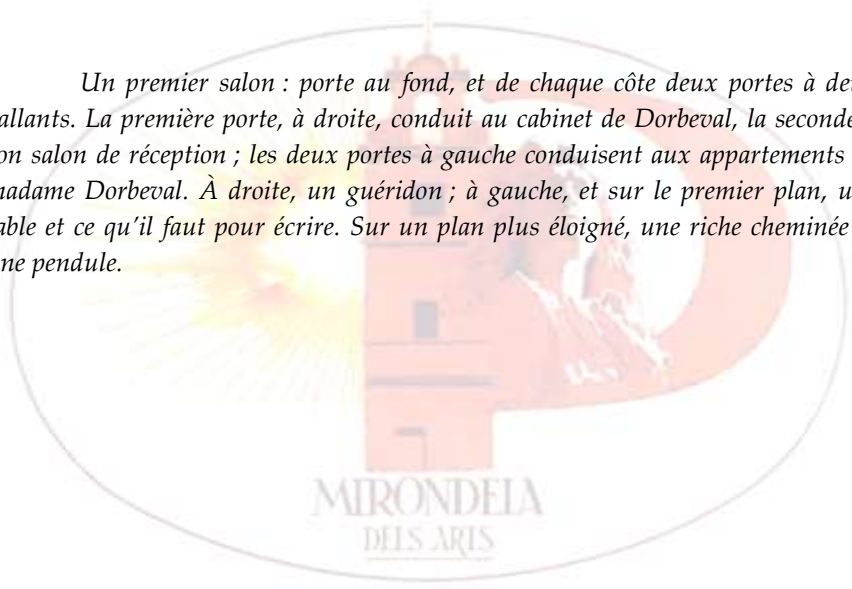 Un premier salon : porte au fond, et de chaque côte deux portes à de
allants. La première porte, à droite, conduit au cabinet de Dorbeval, la seconde
on salon de réception ; les deux portes à gauche conduisent aux appartements
madame Dorbeval. À droite, un guéridon ; à gauche, et sur le premier plan, u
able et ce qu'il faut pour écrire. Sur un plan plus éloigné, une riche cheminée
ne pendule.
MIRONDELA
DELS ARTS